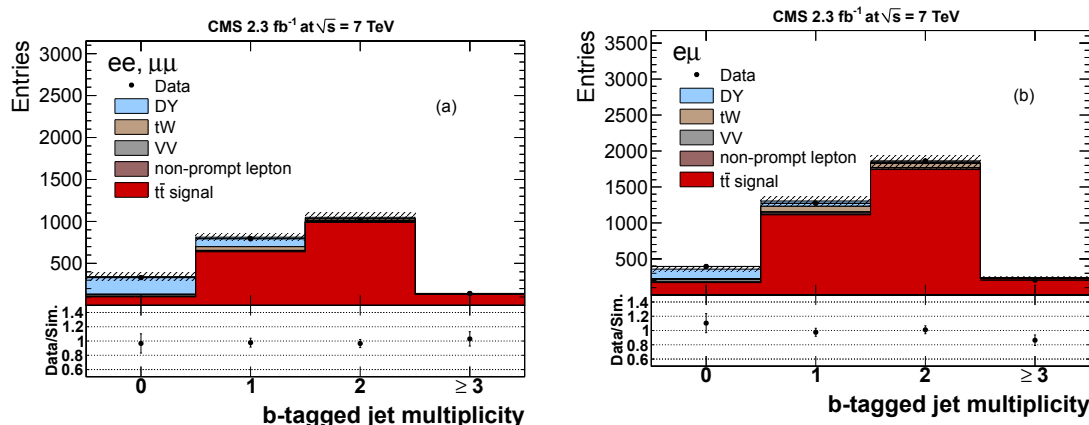 CMS 2.3 fb⁻¹ at √s = 7 TeV
Entries
3000
2500
2000
1500
1000
500
ee, μμ
Data
DY
tW
VV
non-prompt lepton
tt̄ signal
(a)
Data/Sim.
1.4
1.2
1
0.8
0.6
0 1 2 ≥ 3
b-tagged jet multiplicity
CMS 2.3 fb⁻¹ at √s = 7 TeV
Entries
3500
3000
2500
2000
1500
1000
500
eμ
Data
DY
tW
VV
non-prompt lepton
tt̄ signal
(b)
Data/Sim.
1.4
1.2
1
0.8
0.6
0 1 2 ≥ 3
b-tagged jet multiplicity